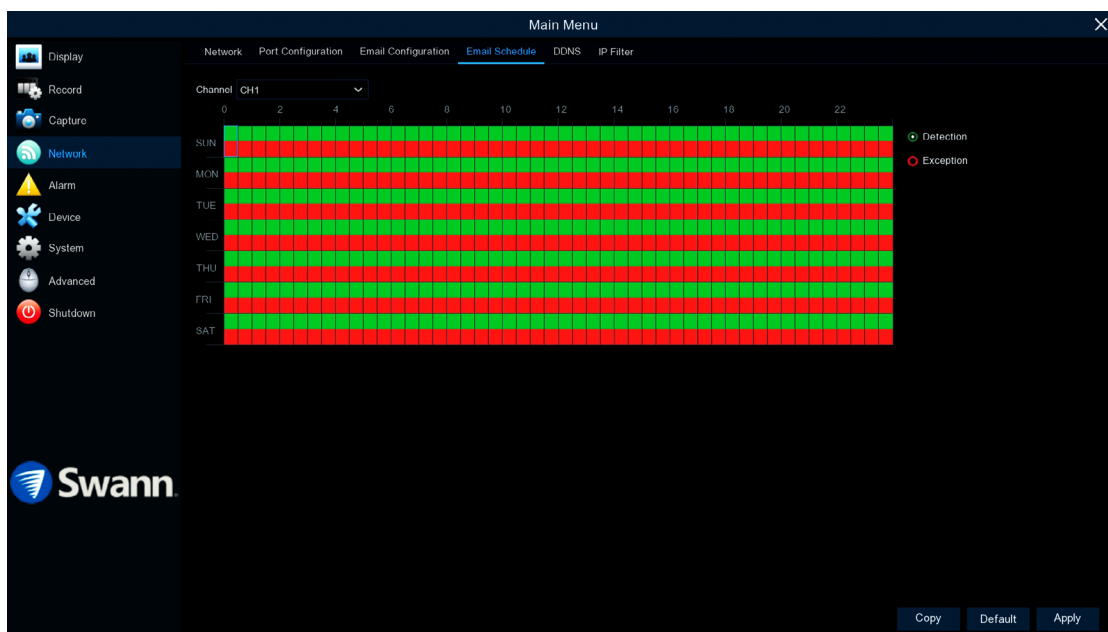 Main Menu
Display
Record
Capture
Network
Alarm
Device
System
Advanced
Shutdown
Swann
Network Port Configuration Email Configuration Email Schedule DDNS IP Filter
Channel CH1
0 2 4 6 8 10 12 14 16 18 20 22
SUN
MON
TUE
WED
THU
FRI
SAT
Detection
Exception
Copy Default Apply